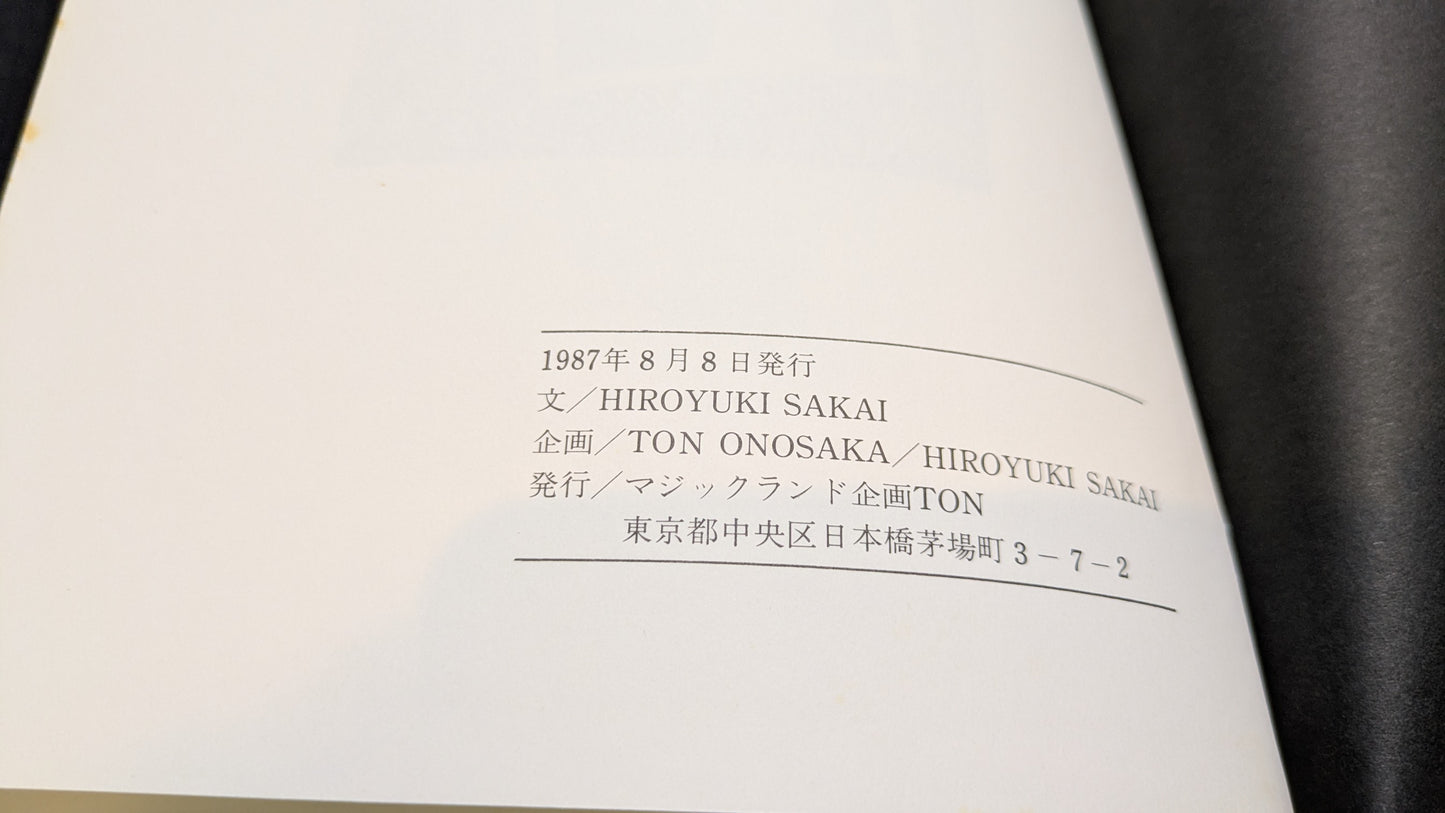 1987年8月8日発行
文／HIROYUKI SAKAI
企画／TON ONOSAKA／HIROYUKI SAKAI
発行／マジックランド企画TON
東京都中央区日本橋茅場町3－7－2